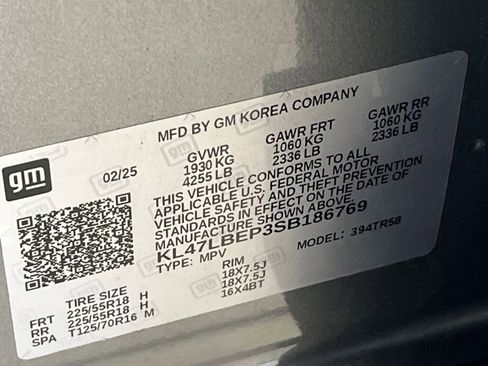 gm
MFD BY GM KOREA COMPANY
02/25
GVWR GAWR FRT GAWR RR
1930 KG 1060 KG 1060 KG
4255 LB 2336 LB 2336 LB
THIS VEHICLE CONFORMS TO ALL
APPLICABLE U.S. FEDERAL MOTOR
VEHICLE SAFETY AND THEFT PREVENTION
STANDARDS IN EFFECT ON THE DATE OF
MANUFACTURE SHOWN ABOVE.
KL47LBEP3SB186769
TYPE: MPV MODEL: 394TR58
TIRE SIZE RIM
FRT 225/55R18 H 18X7.5J
RR 225/55R18 H 18X7.5J
SPA T125/70R16 M 16X4BT